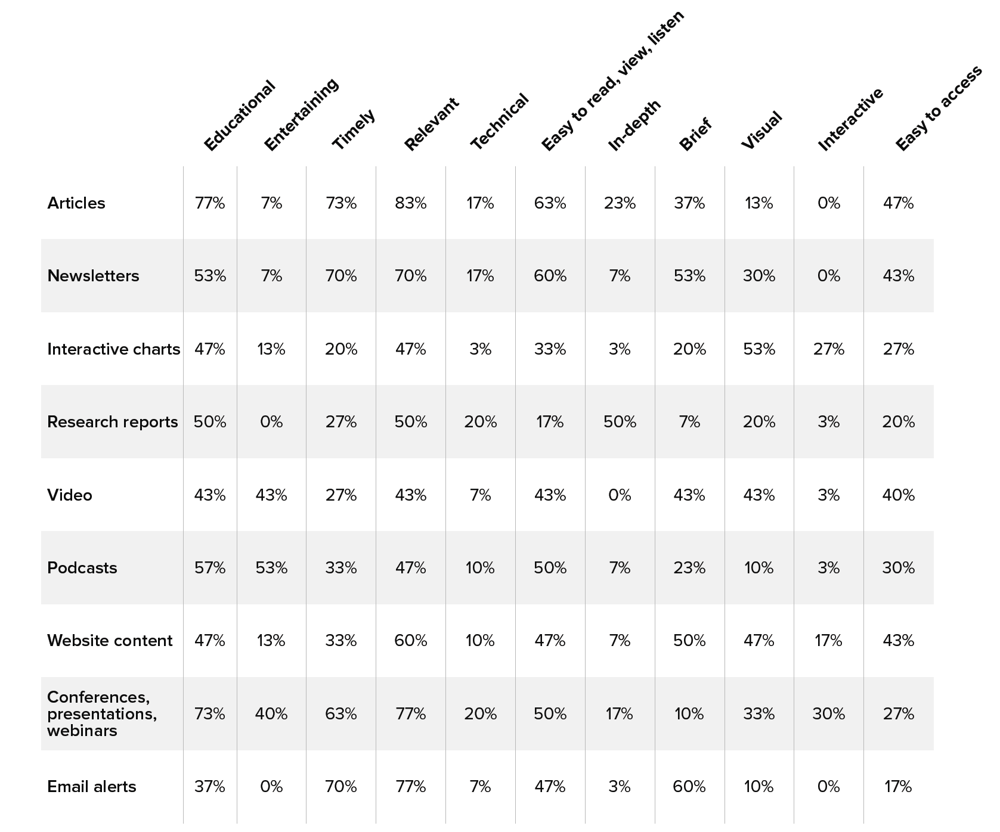 Educational Entertaining Timely Relevant Technical Easy to read, view, listen In-depth Brief Visual Interactive Easy to access
Articles 77% 7% 73% 83% 17% 63% 23% 37% 13% 0% 47%
Newsletters 53% 7% 70% 70% 17% 60% 7% 53% 30% 0% 43%
Interactive charts 47% 13% 20% 47% 3% 33% 3% 20% 53% 27% 27%
Research reports 50% 0% 27% 50% 20% 17% 50% 7% 20% 3% 20%
Video 43% 43% 27% 43% 7% 43% 0% 43% 43% 3% 40%
Podcasts 57% 53% 33% 47% 10% 50% 7% 23% 10% 3% 30%
Website content 47% 13% 33% 60% 10% 47% 7% 50% 47% 17% 43%
Conferences,
presentations, 73% 40% 63% 77% 20% 50% 17% 10% 33% 30% 27%
webinars
Email alerts 37% 0% 70% 77% 7% 47% 3% 60% 10% 0% 17%